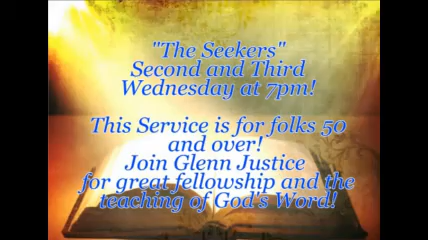 "The Seekers"
Second and Third
Wednesday at 7pm!
This Service is for folks 50
and over!
Join Glenn Justice
for great fellowship and the
teaching of God's Word!